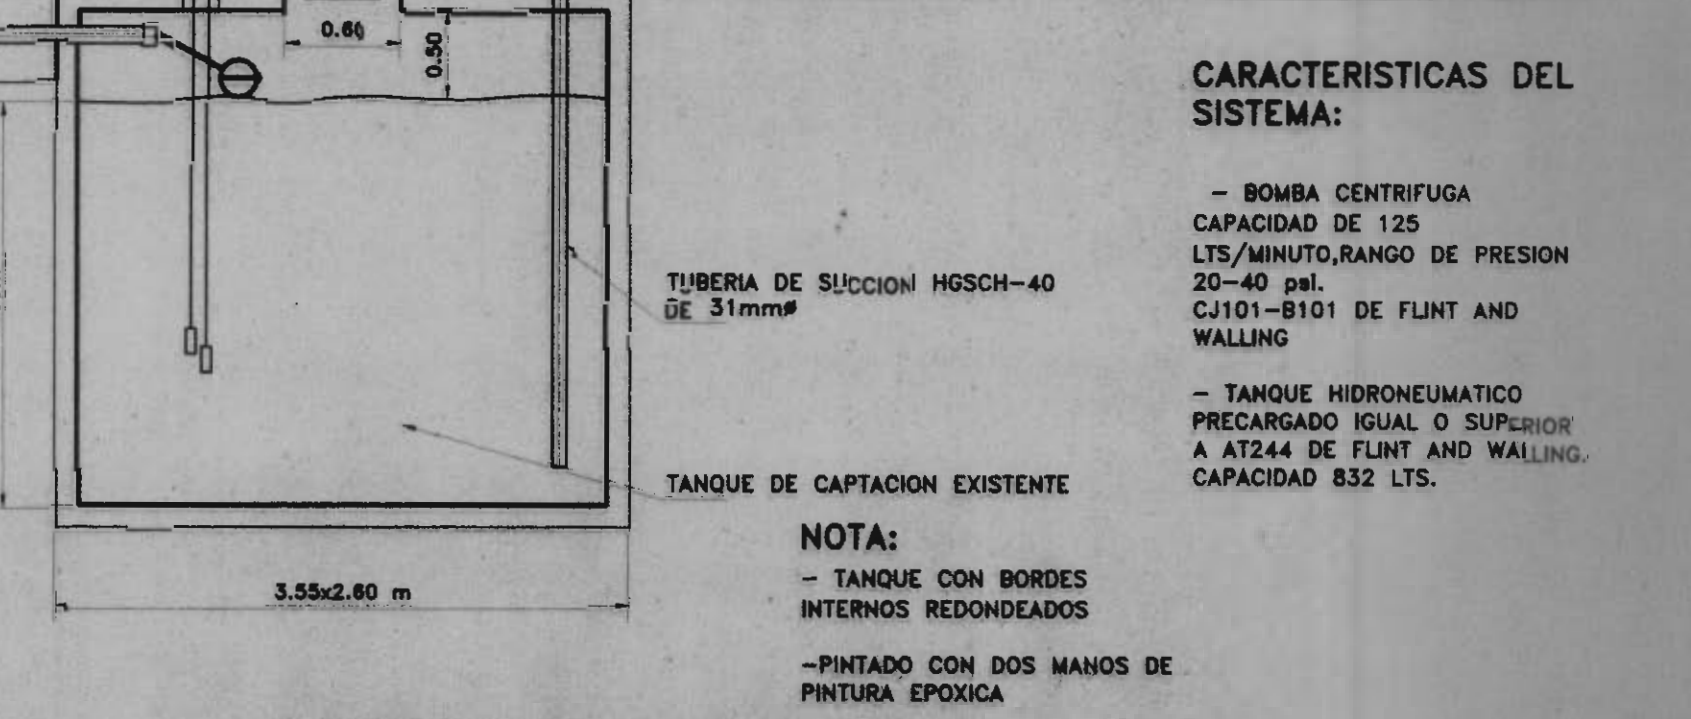 0.60
0.50
CARACTERISTICAS DEL
SISTEMA:
- BOMBA CENTRIFUGA
CAPACIDAD DE 125
LTS/MINUTO,RANGO DE PRESION
20-40 psi.
CJ101-B101 DE FLINT AND
WALLING
- TANQUE HIDRONEUMATICO
PRECARGADO IGUAL O SUPERIOR
A AT244 DE FLINT AND WALLING.
CAPACIDAD 832 LTS.
TUBERIA DE SUCCION HGSCH-40
DE 31mmø
TANQUE DE CAPTACION EXISTENTE
3.55x2.60 m
NOTA:
- TANQUE CON BORDES
INTERNOS REDONDEADOS
-PINTADO CON DOS MANOS DE
PINTURA EPOXICA